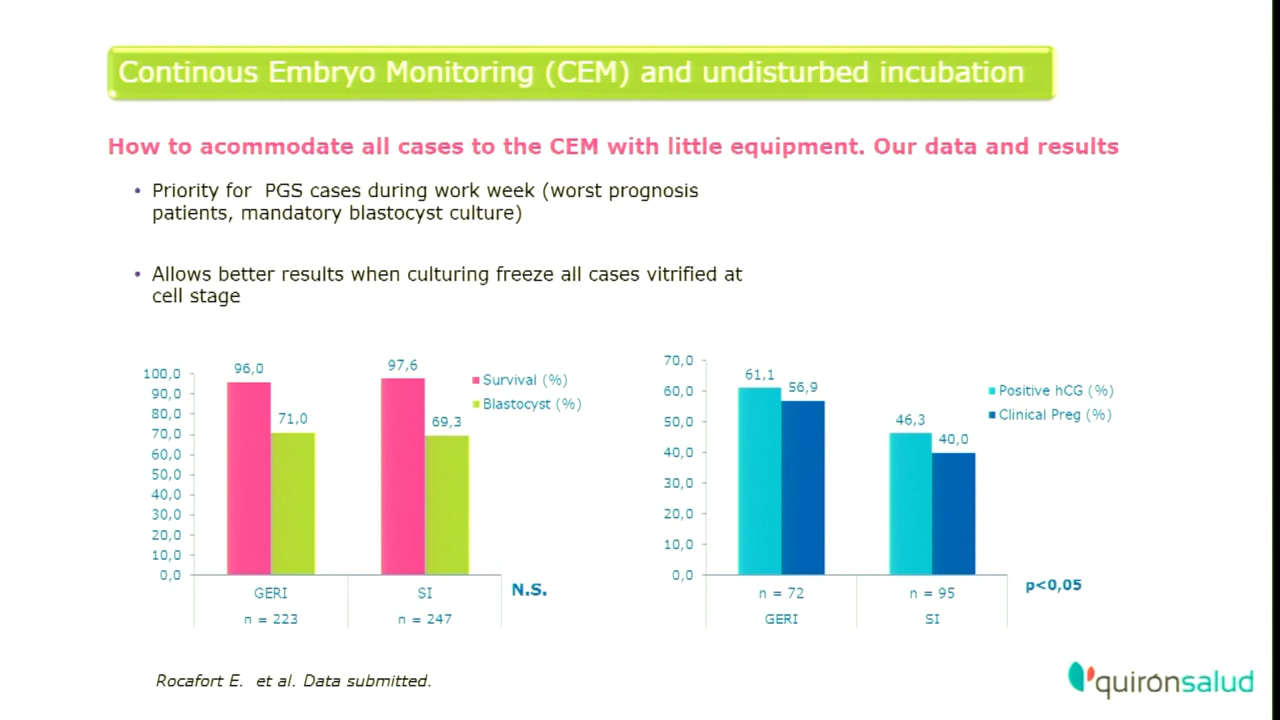 Continous Embryo Monitoring (CEM) and undisturbed incubation
How to acommodate all cases to the CEM with little equipment. Our data and results
• Priority for PGS cases during work week (worst prognosis
patients, mandatory blastocyst culture)
• Allows better results when culturing freeze all cases vitrified at
cell stage
100,0
90,0
80,0
70,0
60,0
50,0
40,0
30,0
20,0
10,0
0,0
96,0
71,0
97,6
69,3
Survival (%)
Blastocyst (%)
GERI
SI
n = 223
n = 247
N.S.
70,0
60,0
50,0
40,0
30,0
20,0
10,0
0,0
61,1
56,9
46,3
40,0
Positive hCG (%)
Clinical Preg (%)
n = 72
n = 95
GERI
SI
p<0,05
Rocafort E. et al. Data submitted.
quirónsalud